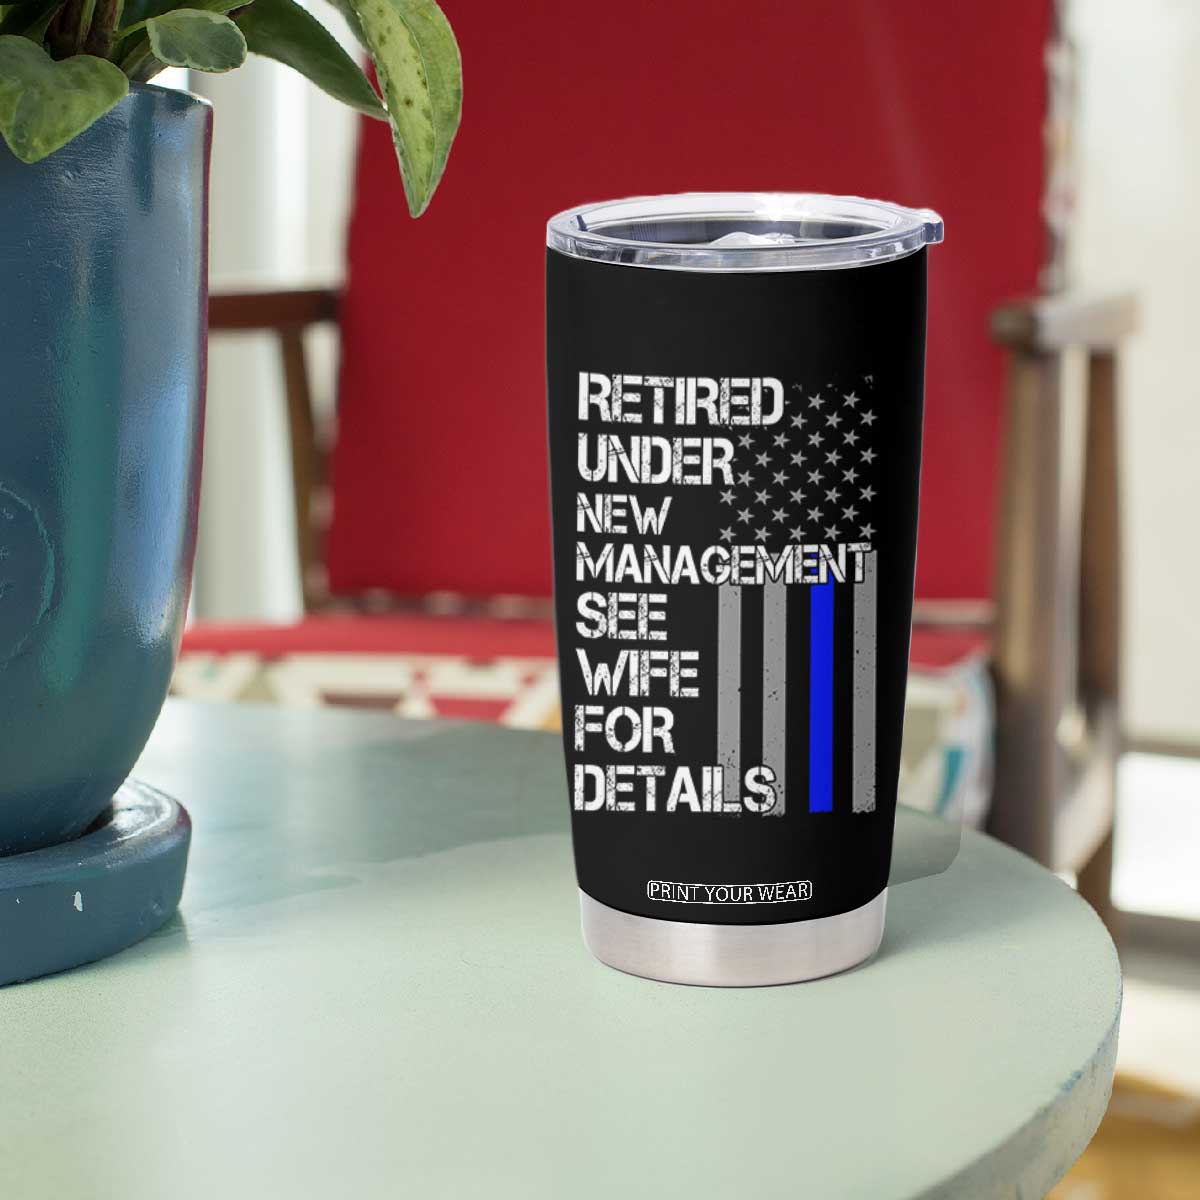 RETIRED
UNDER
NEW
MANAGEMENT
SEE
WIFE
FOR
DETAILS
PRINT YOUR WEAR